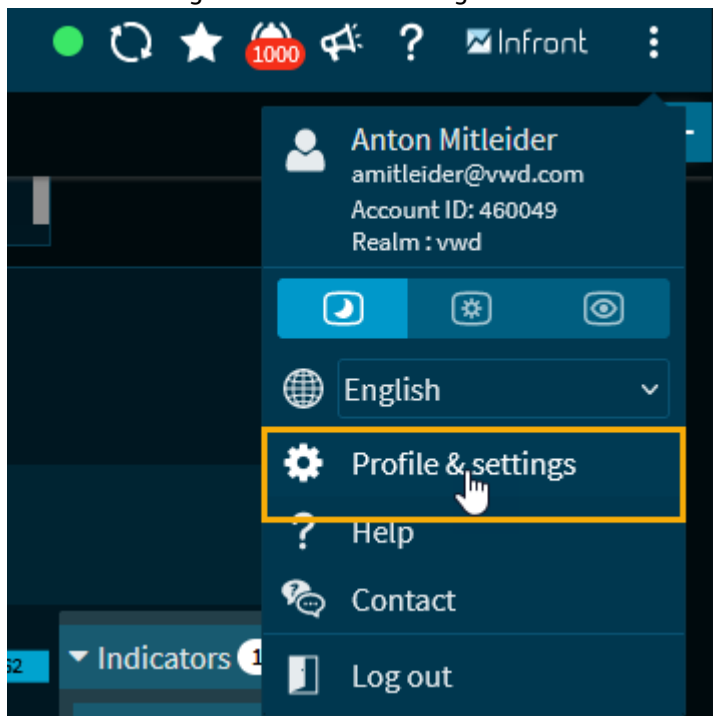 1000
?
Infront
Anton Mitleider
amitleider@vwd.com
Account ID: 460049
Realm : vwd
English
Profile & settings
? Help
Contact
Log out
Indicators 1